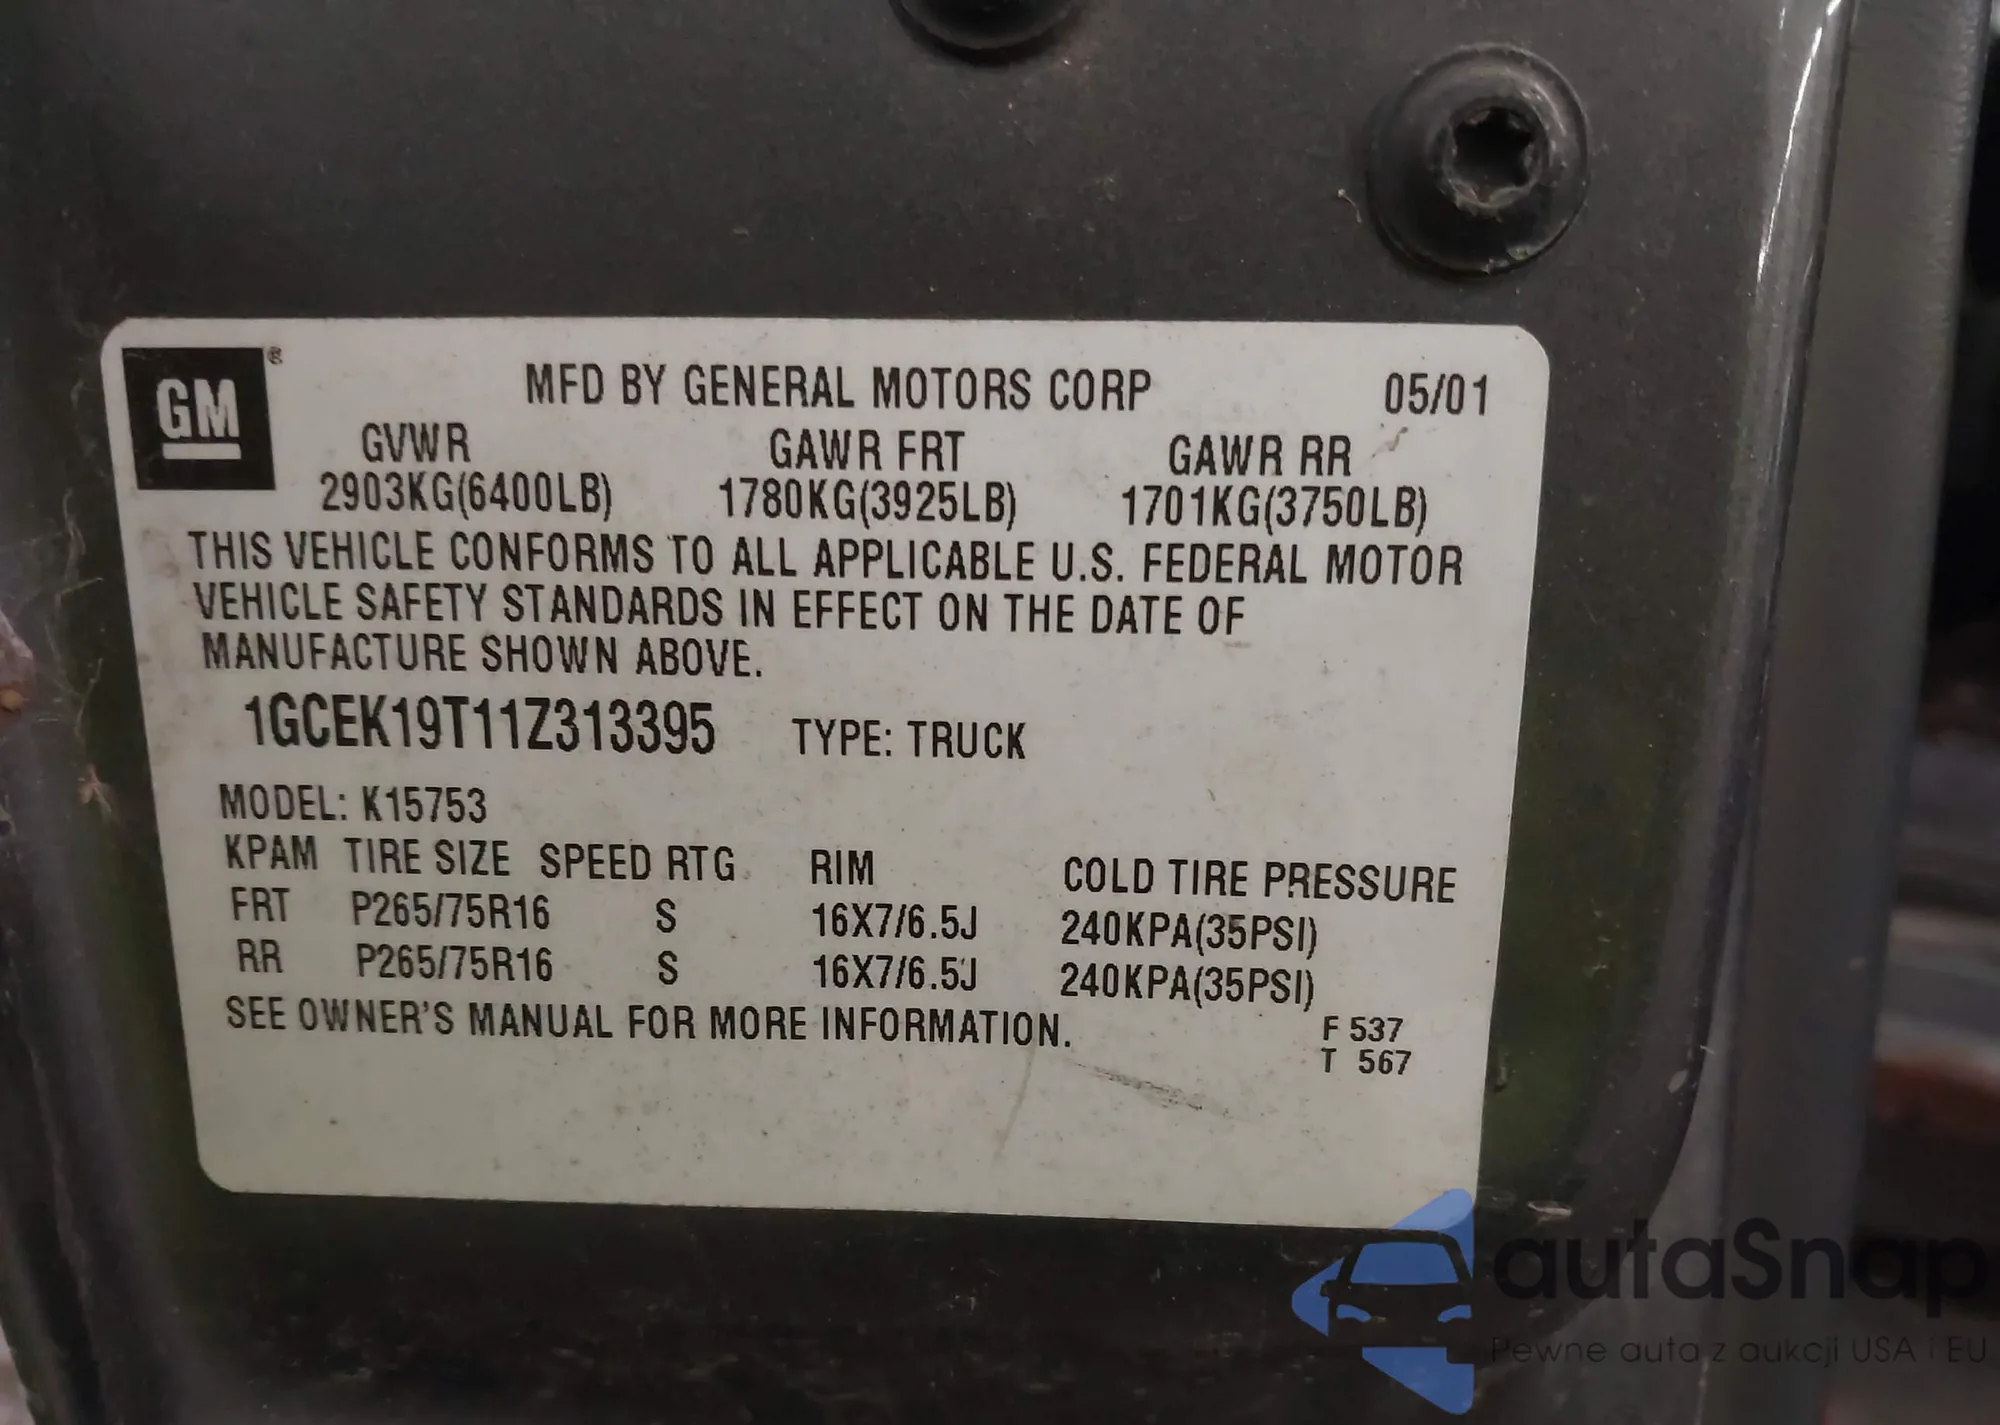 GM®
MFD BY GENERAL MOTORS CORP 05/01
GVWR GAWR FRT GAWR RR
2903KG(6400LB) 1780KG(3925LB) 1701KG(3750LB)
THIS VEHICLE CONFORMS TO ALL APPLICABLE U.S. FEDERAL MOTOR
VEHICLE SAFETY STANDARDS IN EFFECT ON THE DATE OF
MANUFACTURE SHOWN ABOVE.
1GCEK19T11Z313395 TYPE: TRUCK
MODEL: K15753
KPAM TIRE SIZE SPEED RTG RIM COLD TIRE PRESSURE
FRT P265/75R16 S 16X7/6.5J 240KPA(35PSI)
RR P265/75R16 S 16X7/6.5J 240KPA(35PSI)
SEE OWNER'S MANUAL FOR MORE INFORMATION.
F 537
T 567
autaSnap
Pewne auta z aukcji USA i EU